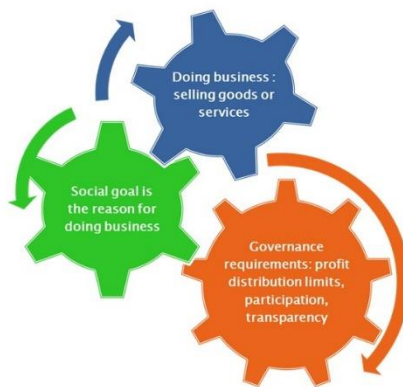 Doing business :
selling goods or
services
Social goal is
the reason for
doing business
Governance
requirements: profit
distribution limits,
participation,
transparency